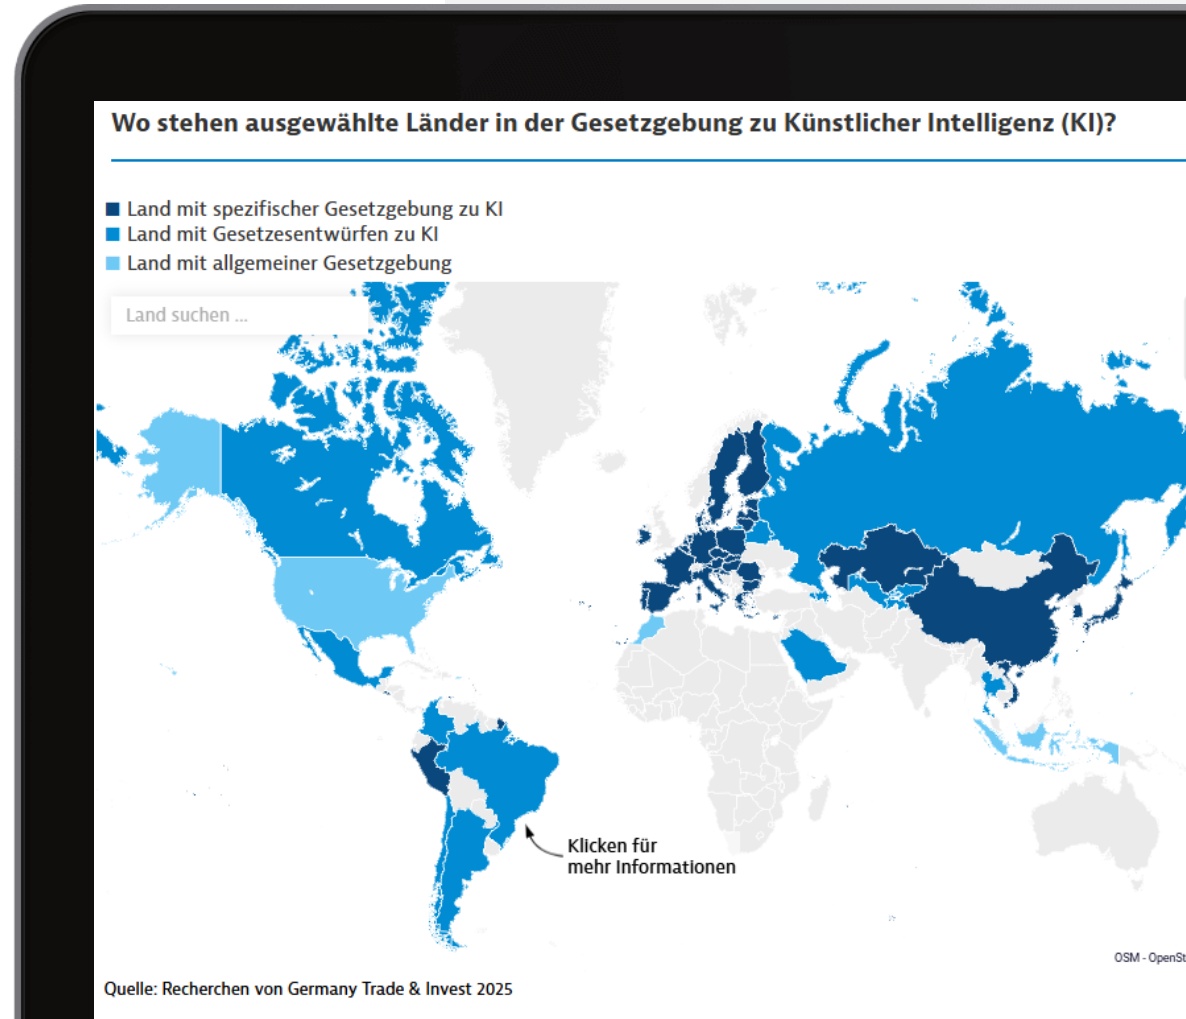 Wo stehen ausgewählte Länder in der Gesetzgebung zu Künstlicher Intelligenz (KI)?
Land mit spezifischer Gesetzgebung zu KI
Land mit Gesetzesentwürfen zu KI
Land mit allgemeiner Gesetzgebung
Land suchen ...
Klicken für
mehr Informationen
OSM - OpenSt
Quelle: Recherchen von Germany Trade & Invest 2025